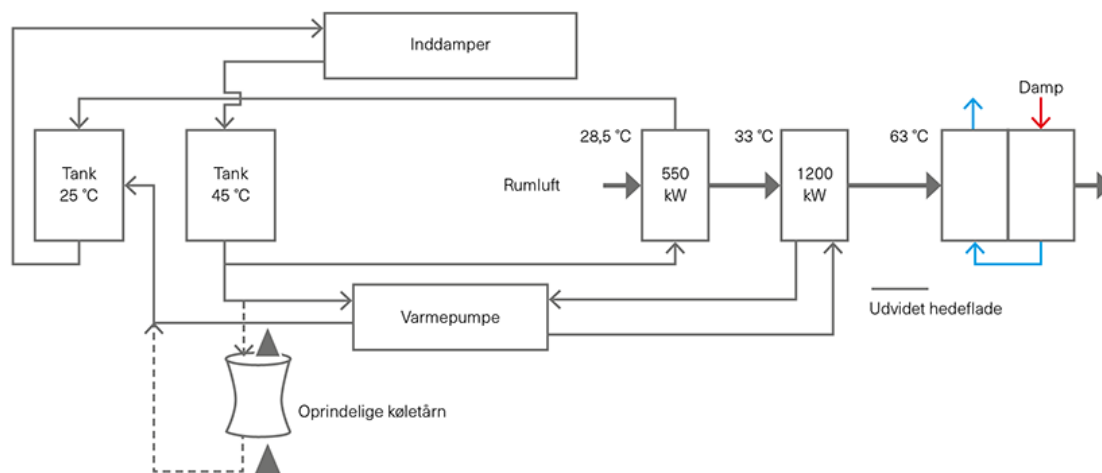 Inddamper
Damp
28,5 °C
33 °C
63 °C
Tank
25 °C
Tank
45 °C
Rumluft
550
kW
1200
kW
Varmepumpe
Udvidet hedeflade
Oprindelige køletårn